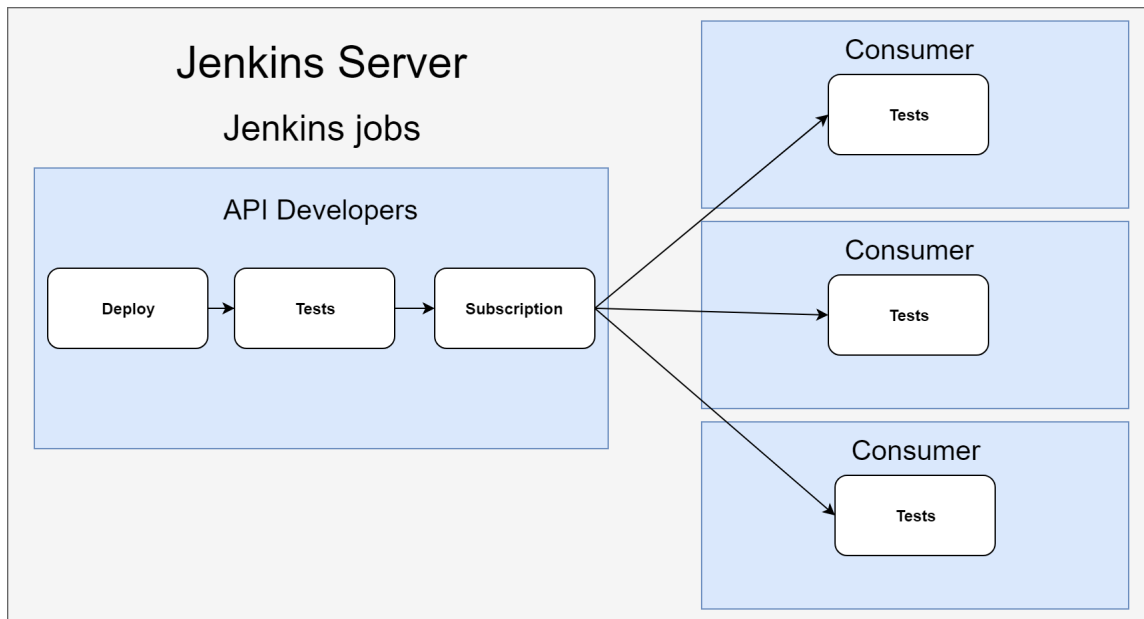 Jenkins Server
Jenkins jobs
API Developers
Deploy
Tests
Subscription
Consumer
Tests
Consumer
Tests
Consumer
Tests